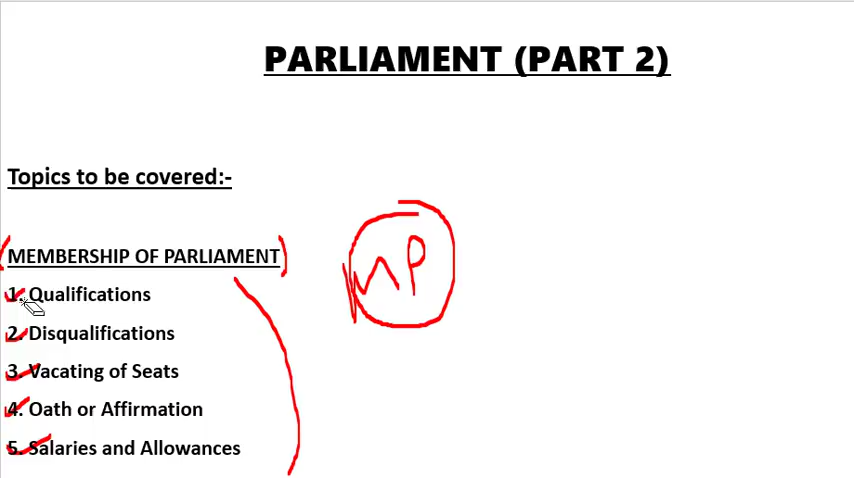 PARLIAMENT (PART 2)
Topics to be covered:-
MEMBERSHIP OF PARLIAMENT
MP
1. Qualifications
2. Disqualifications
3. Vacating of Seats
4. Oath or Affirmation
5. Salaries and Allowances